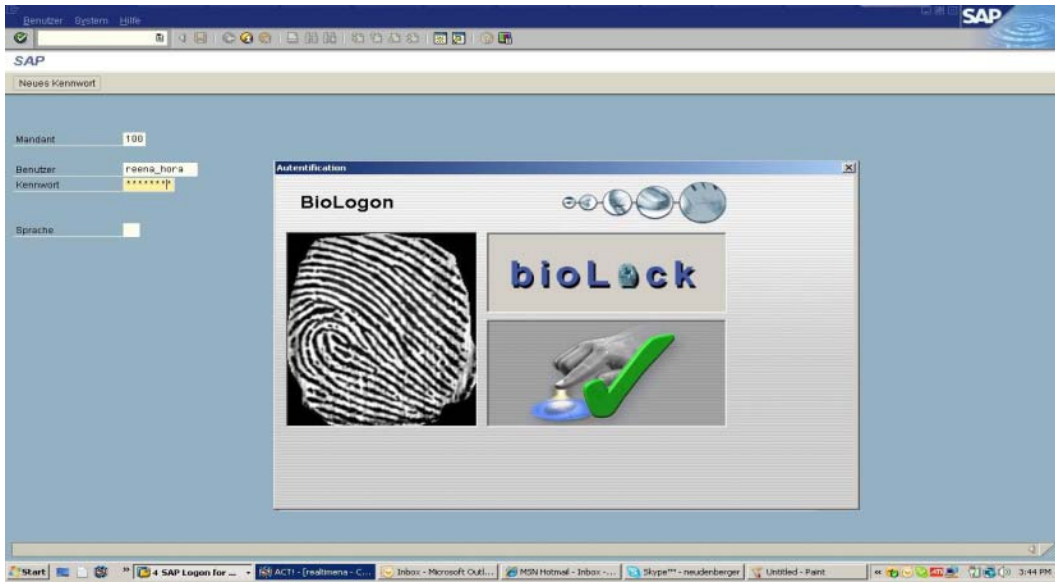 Benutzer System Hilfe
SAP
SAP
Neues Kennwort
Mandant 100
Benutzer reena_hora
Kennwort *******
Sprache
Autentification
BioLogon
bioLock
Start 4 SAP Logon for ... ACT! - [realtimena - C... Inbox - Microsoft Outl... MSN Hotmail - Inbox -... Skype™ - neudenberger Untitled - Paint 3:44 PM